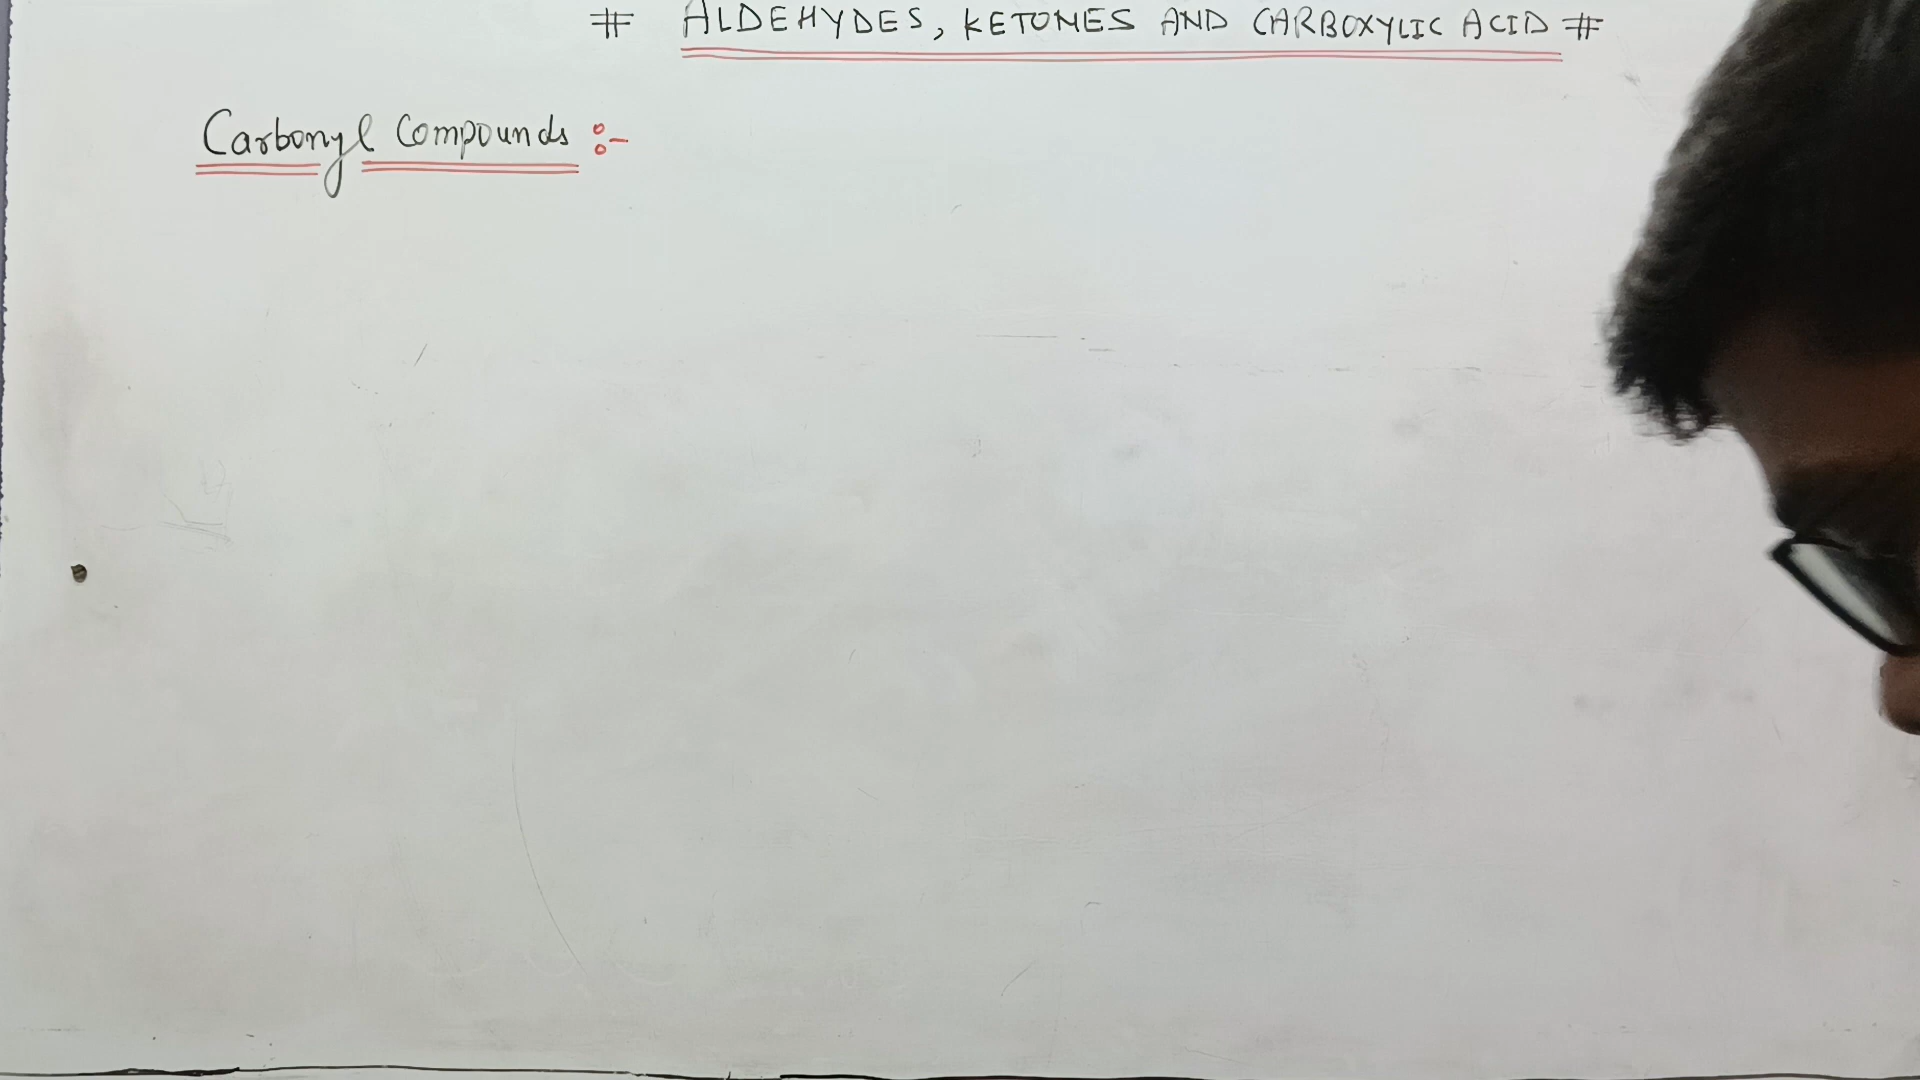 # ALDEHYDES, KETONES AND CARBOXYLIC ACID #
Carbonyl Compounds :-